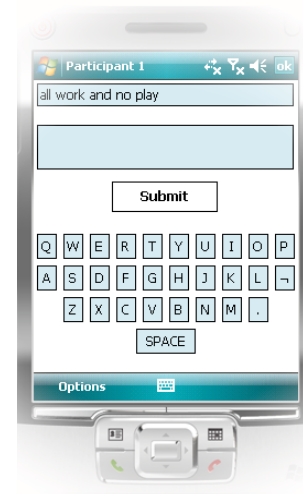 Participant 1 ok
all work and no play
Submit
Q W E R T Y U I O P
A S D F G H J K L ¬
Z X C V B N M .
SPACE
Options